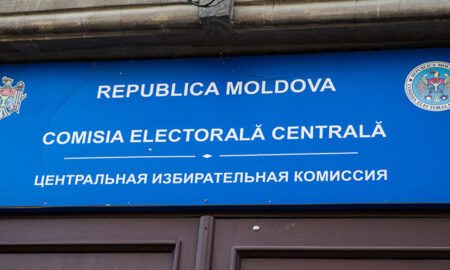 REPUBLICA MOLDOVA
COMISIA ELECTORALĂ CENTRALĂ
ЦЕНТРАЛЬНАЯ ИЗБИРАТЕЛЬНАЯ КОМИССИЯ